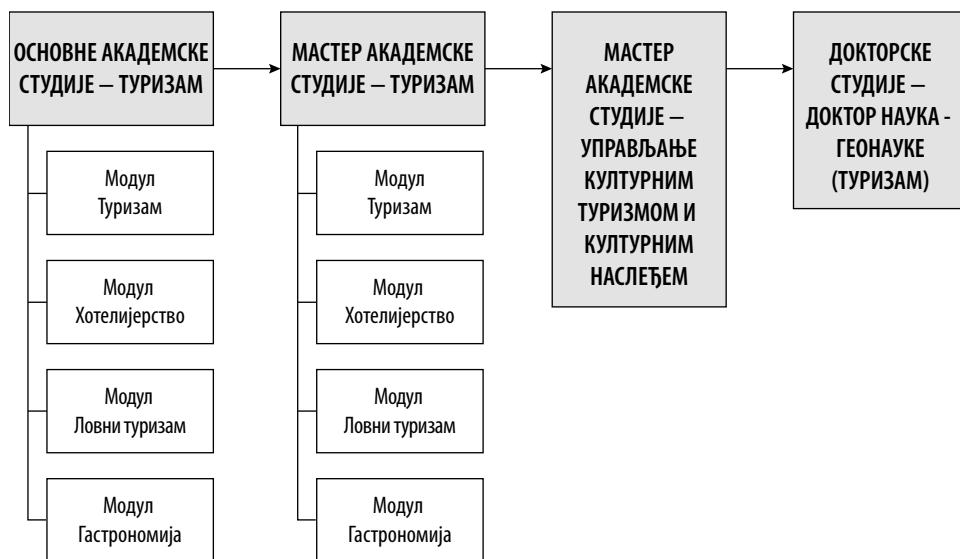 ОСНОВНЕ АКАДЕМСКЕ
СТУДИЈЕ – ТУРИЗАМ
Модул
Туризам
Модул
Хотелијерство
Модул
Ловни туризам
Модул
Гастрономија
МАСТЕР АКАДЕМСКЕ
СТУДИЈЕ – ТУРИЗАМ
Модул
Туризам
Модул
Хотелијерство
Модул
Ловни туризам
Модул
Гастрономија
МАСТЕР
АКАДЕМСКЕ
СТУДИЈЕ –
УПРАВЉАЊЕ
КУЛТУРНИМ
ТУРИЗМОМ И
КУЛТУРНИМ
НАСЛЕЂЕМ
ДОКТОРСКЕ
СТУДИЈЕ –
ДОКТОР НАУКА -
ГЕОНАУКЕ
(ТУРИЗАМ)